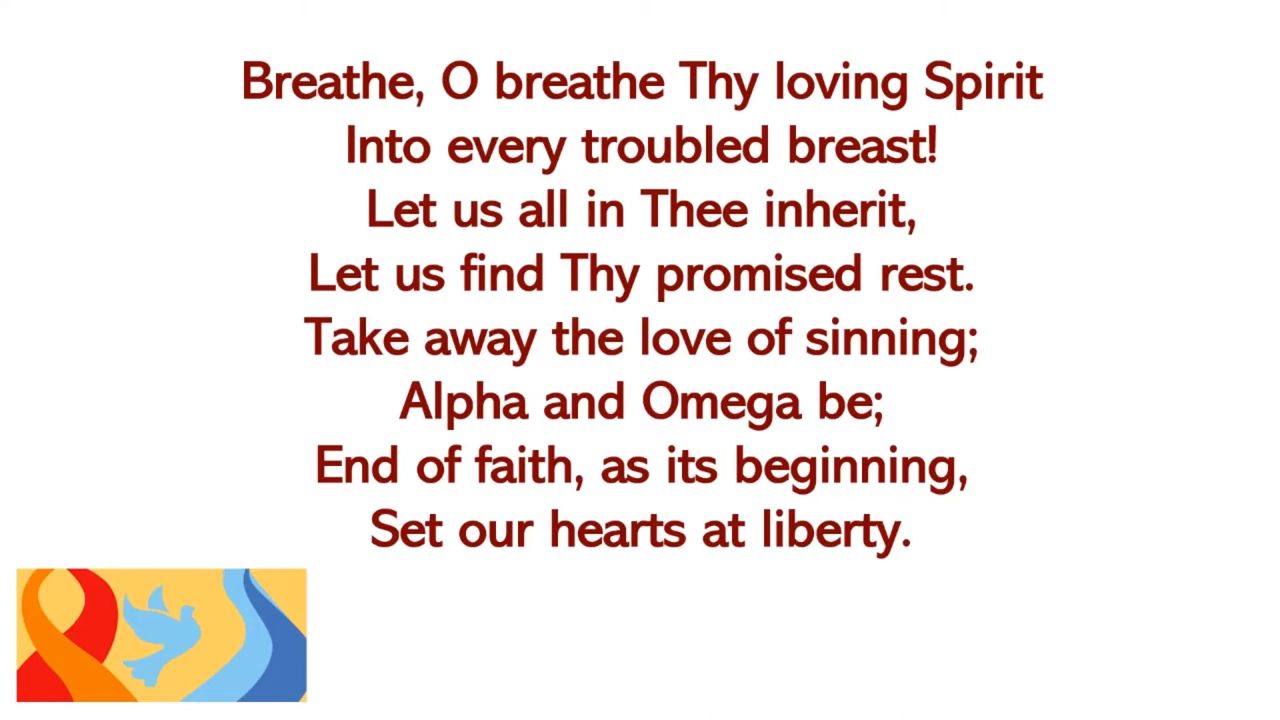 Breathe, O breathe Thy loving Spirit
Into every troubled breast!
Let us all in Thee inherit,
Let us find Thy promised rest.
Take away the love of sinning;
Alpha and Omega be;
End of faith, as its beginning,
Set our hearts at liberty.